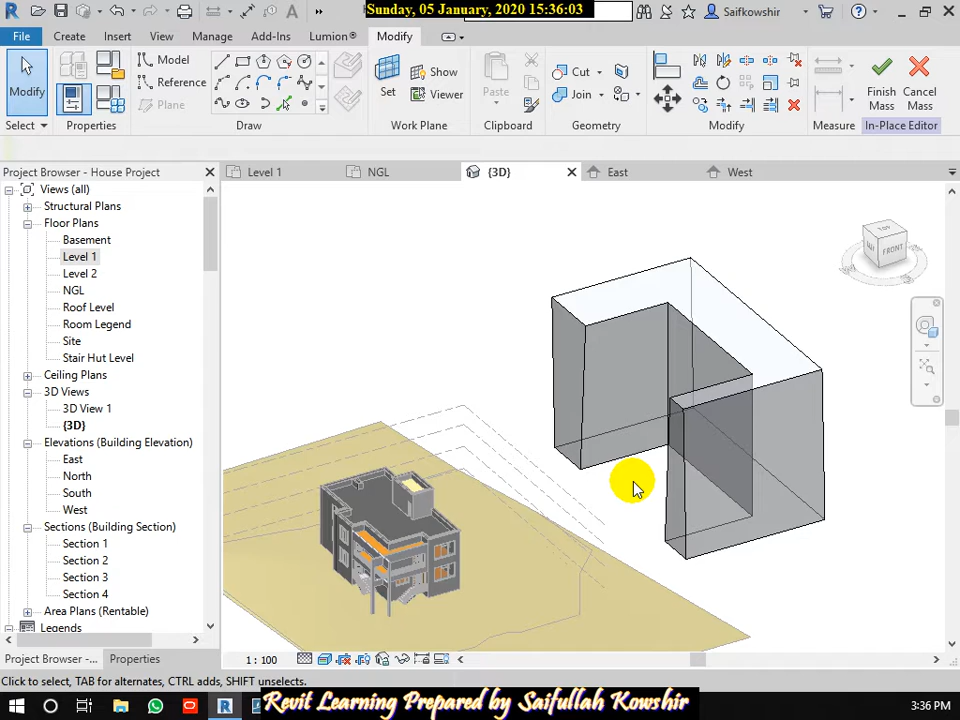 Sunday, 05 January, 2020 15:36:03
Saifkowshir
File
Create
Insert
View
Manage
Add-Ins
Lumion®
Modify
Modify
Select
Properties
Model
Reference
Plane
Draw
Set
Show
Viewer
Work Plane
Paste
Clipboard
Cut
Join
Geometry
Modify
Measure
Finish Mass
Cancel Mass
In-Place Editor
Project Browser - House Project
Level 1
NGL
{3D}
East
West
Views (all)
Structural Plans
Floor Plans
Basement
Level 1
Level 2
NGL
Roof Level
Room Legend
Site
Stair Hut Level
Ceiling Plans
3D Views
3D View 1
{3D}
Elevations (Building Elevation)
East
North
South
West
Sections (Building Section)
Section 1
Section 2
Section 3
Section 4
Area Plans (Rentable)
Legends
TOP
FRONT
Project Browser -...
Properties
1 : 100
Click to select, TAB for alternates, CTRL adds, SHIFT unselects.
Revit Learning Prepared by Saifullah Kowshir
3:36 PM